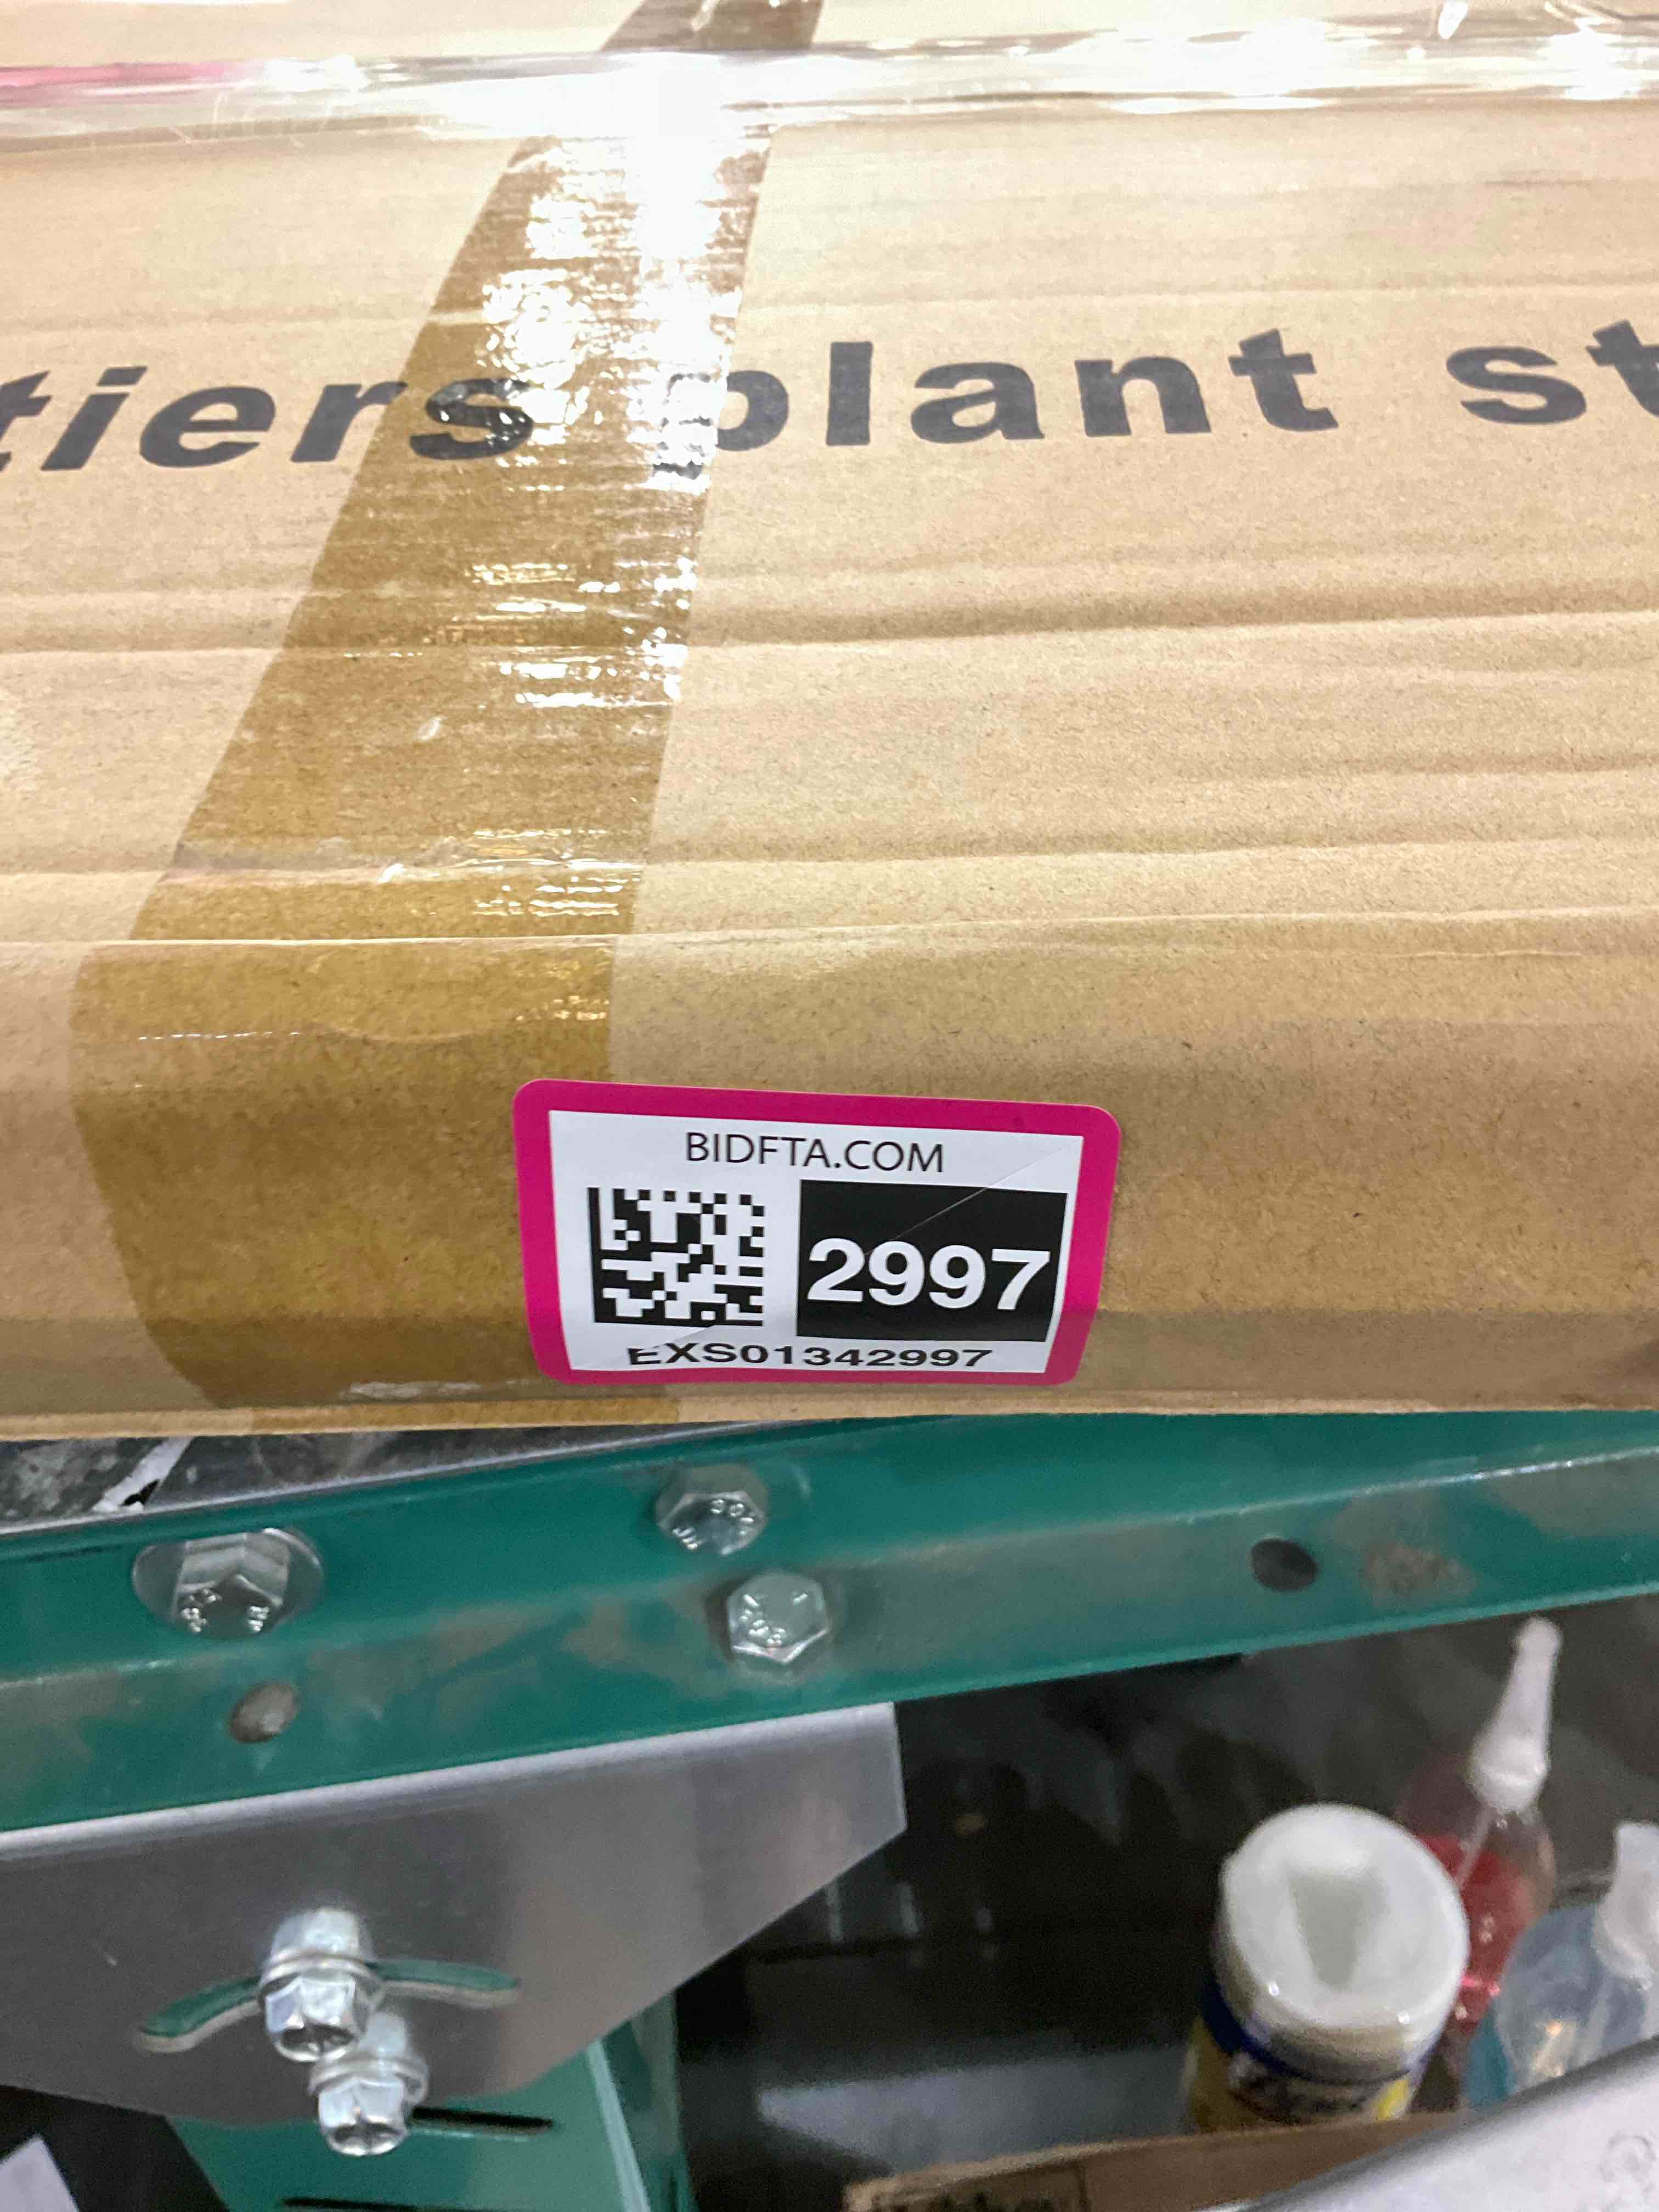 tiers plant st
BIDFTA.COM
2997
EXS01342997